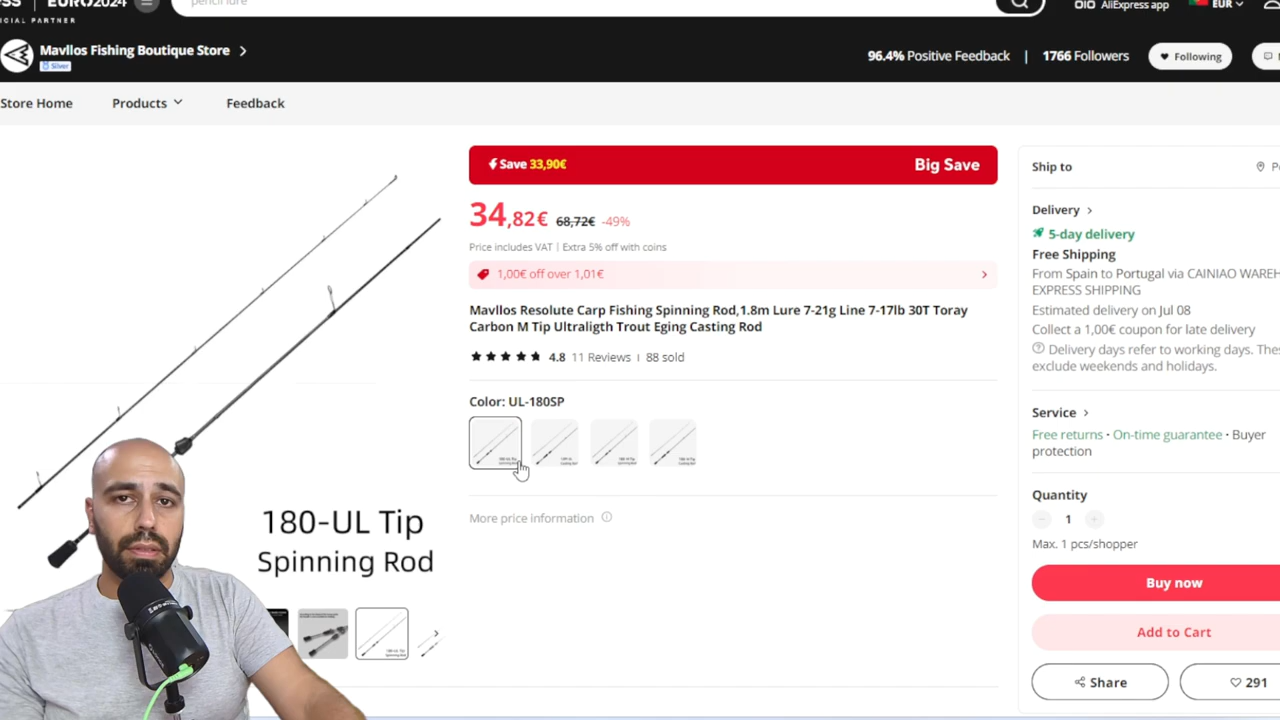 EURO2024
ICIAL PARTNER
pencil lure
AliExpress app
EUR
Mavllos Fishing Boutique Store >
Silver
96.4% Positive Feedback | 1766 Followers
Following
Store Home
Products
Feedback
Save 33,90€
Big Save
34,82€ 68,72€ -49%
Price includes VAT | Extra 5% off with coins
1,00€ off over 1,01€
Mavllos Resolute Carp Fishing Spinning Rod,1.8m Lure 7-21g Line 7-17lb 30T Toray
Carbon M Tip Ultraligth Trout Eging Casting Rod
4.8 11 Reviews | 88 sold
Color: UL-180SP
More price information
180-UL Tip
Spinning Rod
Ship to
Delivery >
5-day delivery
Free Shipping
From Spain to Portugal via CAINIAO WAREH
EXPRESS SHIPPING
Estimated delivery on Jul 08
Collect a 1,00€ coupon for late delivery
Delivery days refer to working days. Thes
exclude weekends and holidays.
Service >
Free returns · On-time guarantee · Buyer
protection
Quantity
1
Max. 1 pcs/shopper
Buy now
Add to Cart
Share
291